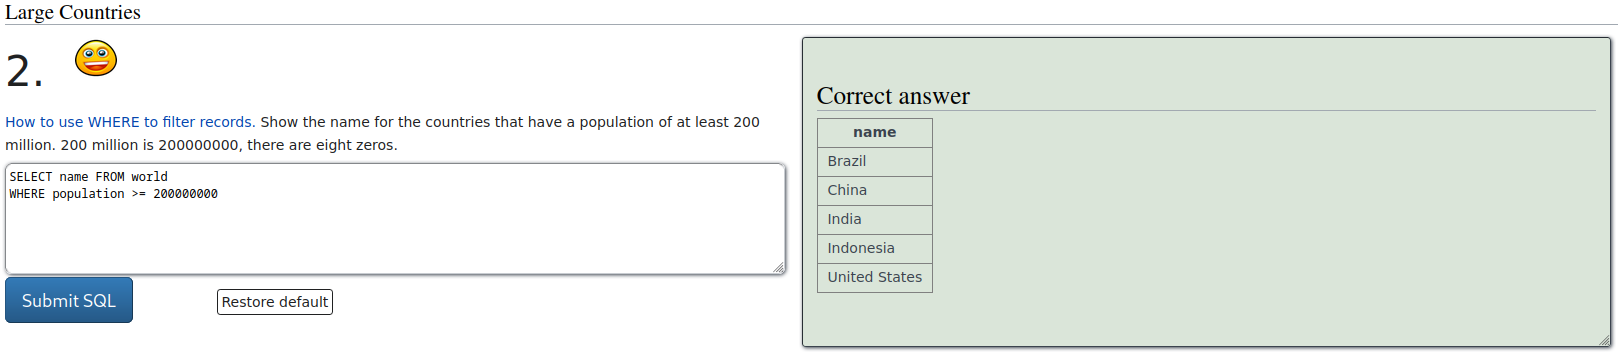 Large Countries
2.
How to use WHERE to filter records. Show the name for the countries that have a population of at least 200
million. 200 million is 200000000, there are eight zeros.
SELECT name FROM world
WHERE population >= 200000000
Submit SQL
Restore default
Correct answer
name
Brazil
China
India
Indonesia
United States